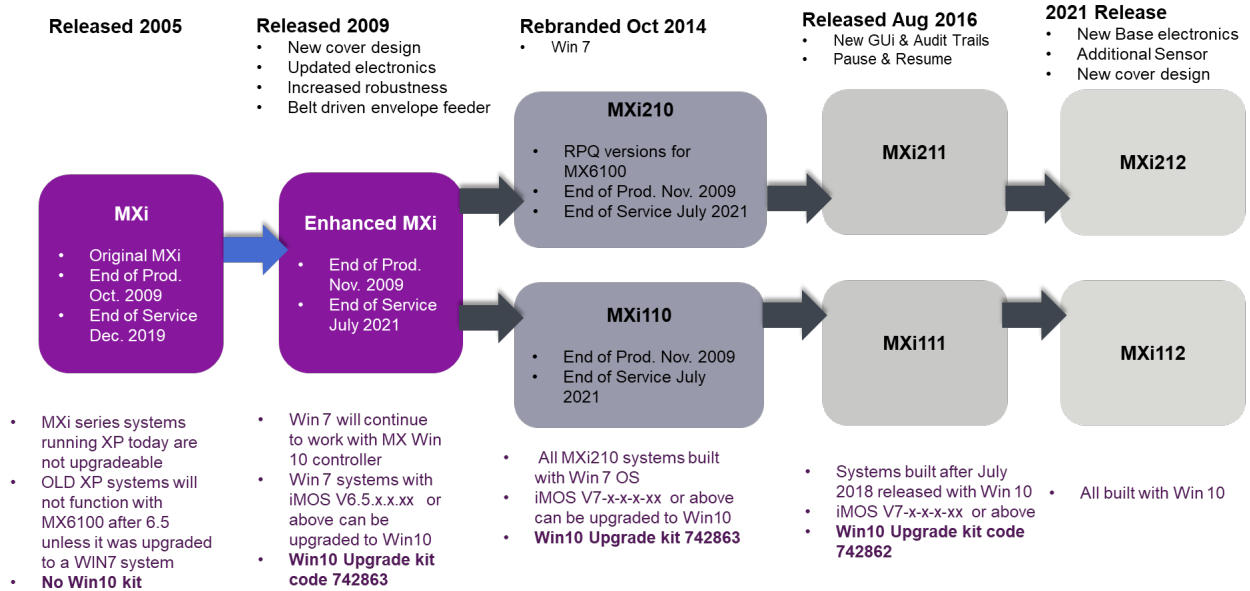 Released 2005
MXi
• Original MXi
• End of Prod.
Oct. 2009
• End of Service
Dec. 2019
• MXi series systems
running XP today are
not upgradeable
• OLD XP systems will
not function with
MX6100 after 6.5
unless it was upgraded
to a WIN7 system
• No Win10 kit
Released 2009
• New cover design
• Updated electronics
• Increased robustness
• Belt driven envelope feeder
Enhanced MXi
• End of Prod.
Nov. 2009
• End of Service
July 2021
• Win 7 will continue
to work with MX Win
10 controller
• Win 7 systems with
iMOS V6.5.x.x.xx or
above can be
upgraded to Win10
• Win10 Upgrade kit
code 742863
Rebranded Oct 2014
• Win 7
MXi210
• RPQ versions for
MX6100
• End of Prod. Nov. 2009
• End of Service July 2021
MXi110
• End of Prod. Nov. 2009
• End of Service July
2021
• All MXi210 systems built
with Win 7 OS
• iMOS V7-x-x-x-xx or above
can be upgraded to Win10
• Win10 Upgrade kit 742863
Released Aug 2016
• New GUi & Audit Trails
• Pause & Resume
MXi211
MXi111
• Systems built after July
2018 released with Win 10
• iMOS V7-x-x-x-xx or above
• Win10 Upgrade kit code
742862
2021 Release
• New Base electronics
• Additional Sensor
• New cover design
MXi212
MXi112
• All built with Win 10